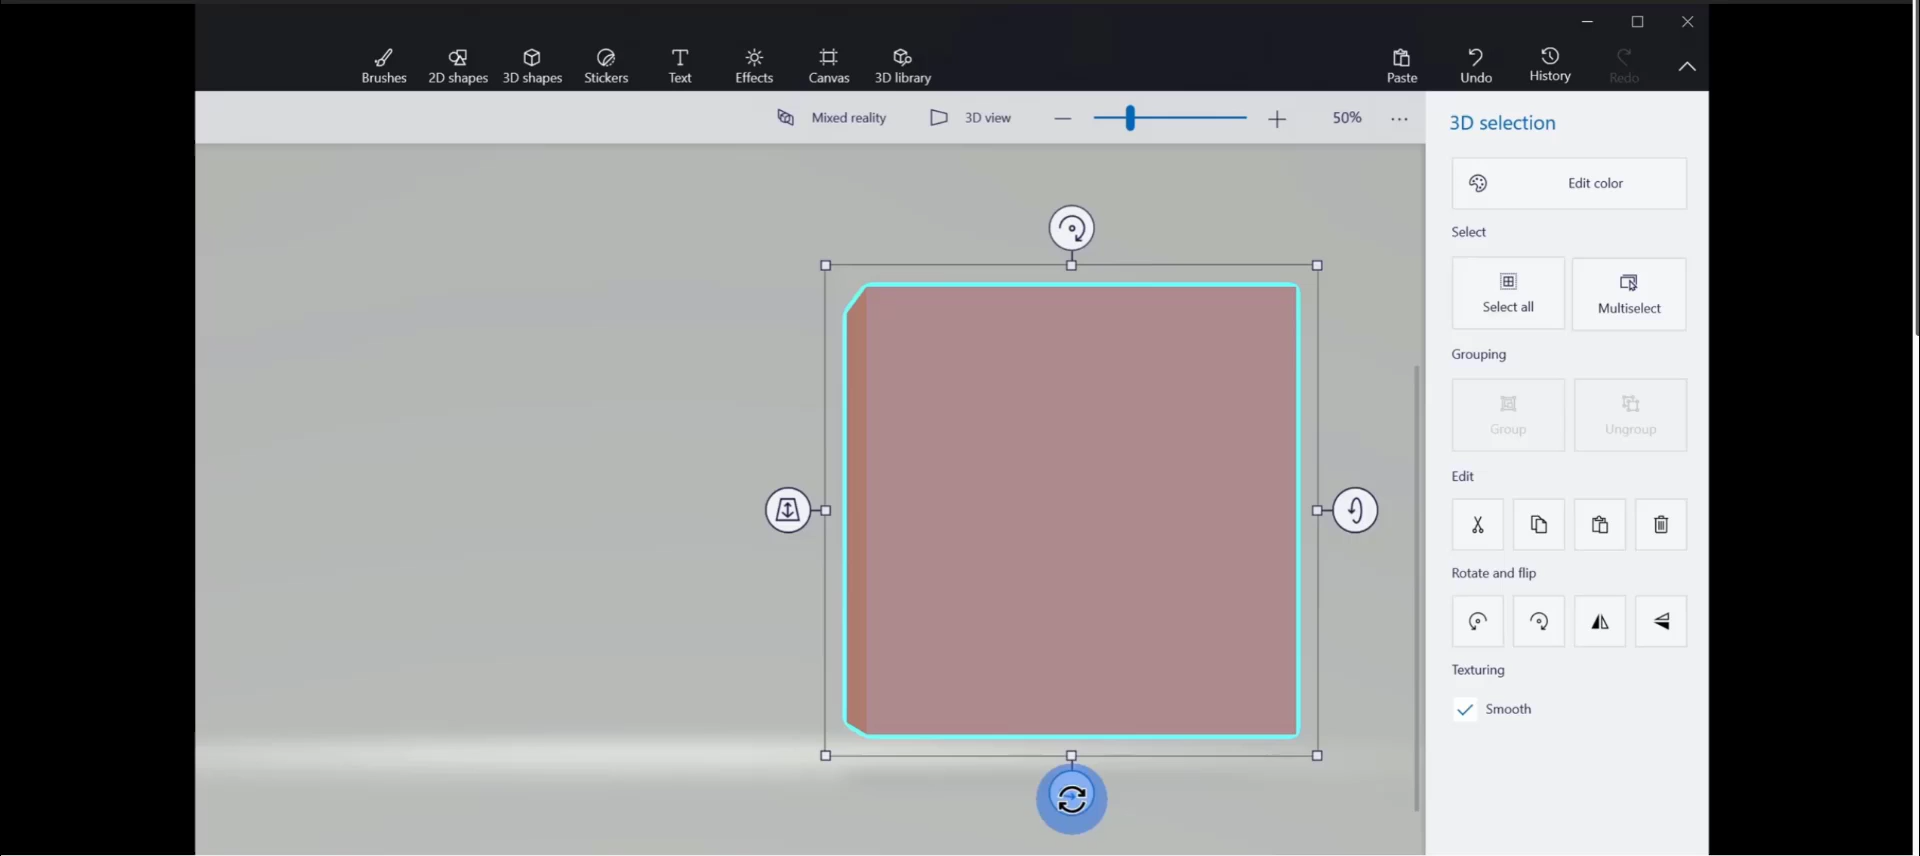 Brushes 2D shapes 3D shapes Stickers Text Effects Canvas 3D library Paste Undo History Redo
Mixed reality 3D view 50%
3D selection
Edit color
Select
Select all Multiselect
Grouping
Group Ungroup
Edit
Rotate and flip
Texturing
Smooth